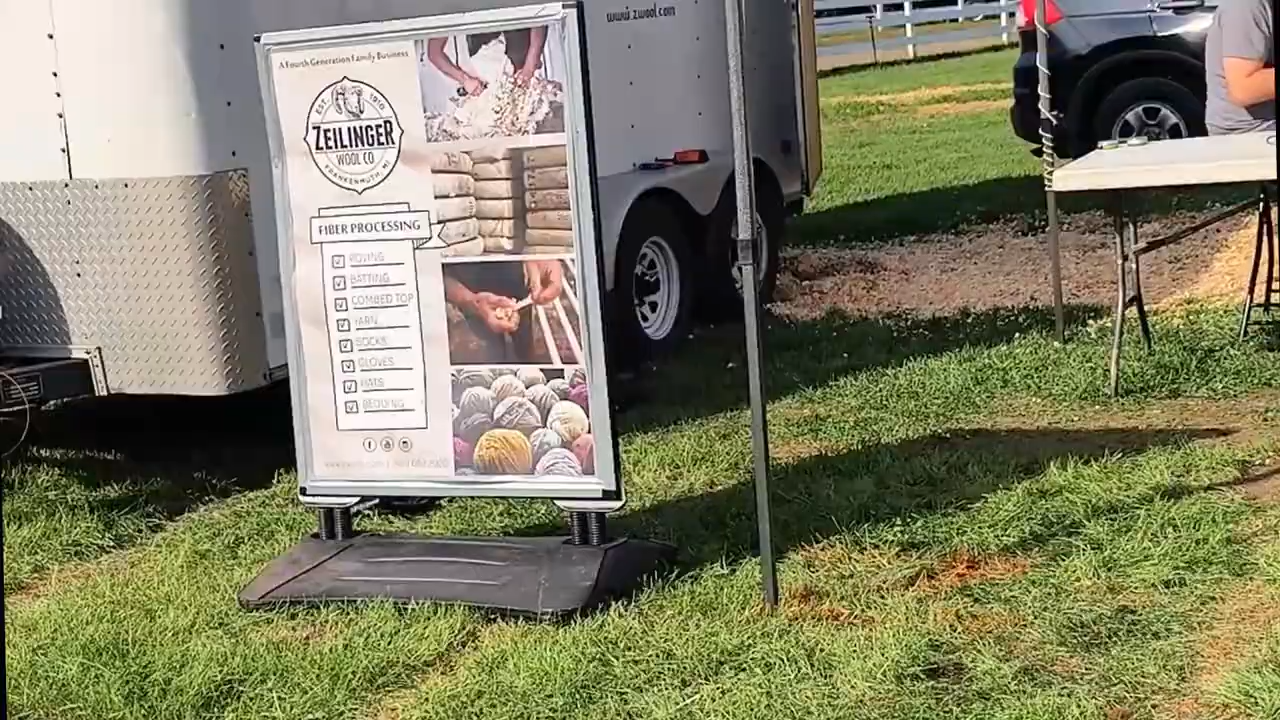 www.zwool.com
A Fourth Generation Family Business
EST. 1910
ZEILINGER
WOOL CO
FRANKENMUTH, MI
FIBER PROCESSING
ROVING
BATTING
COMBED TOP
YARN
SOCKS
GLOVES
HATS
BEDDING